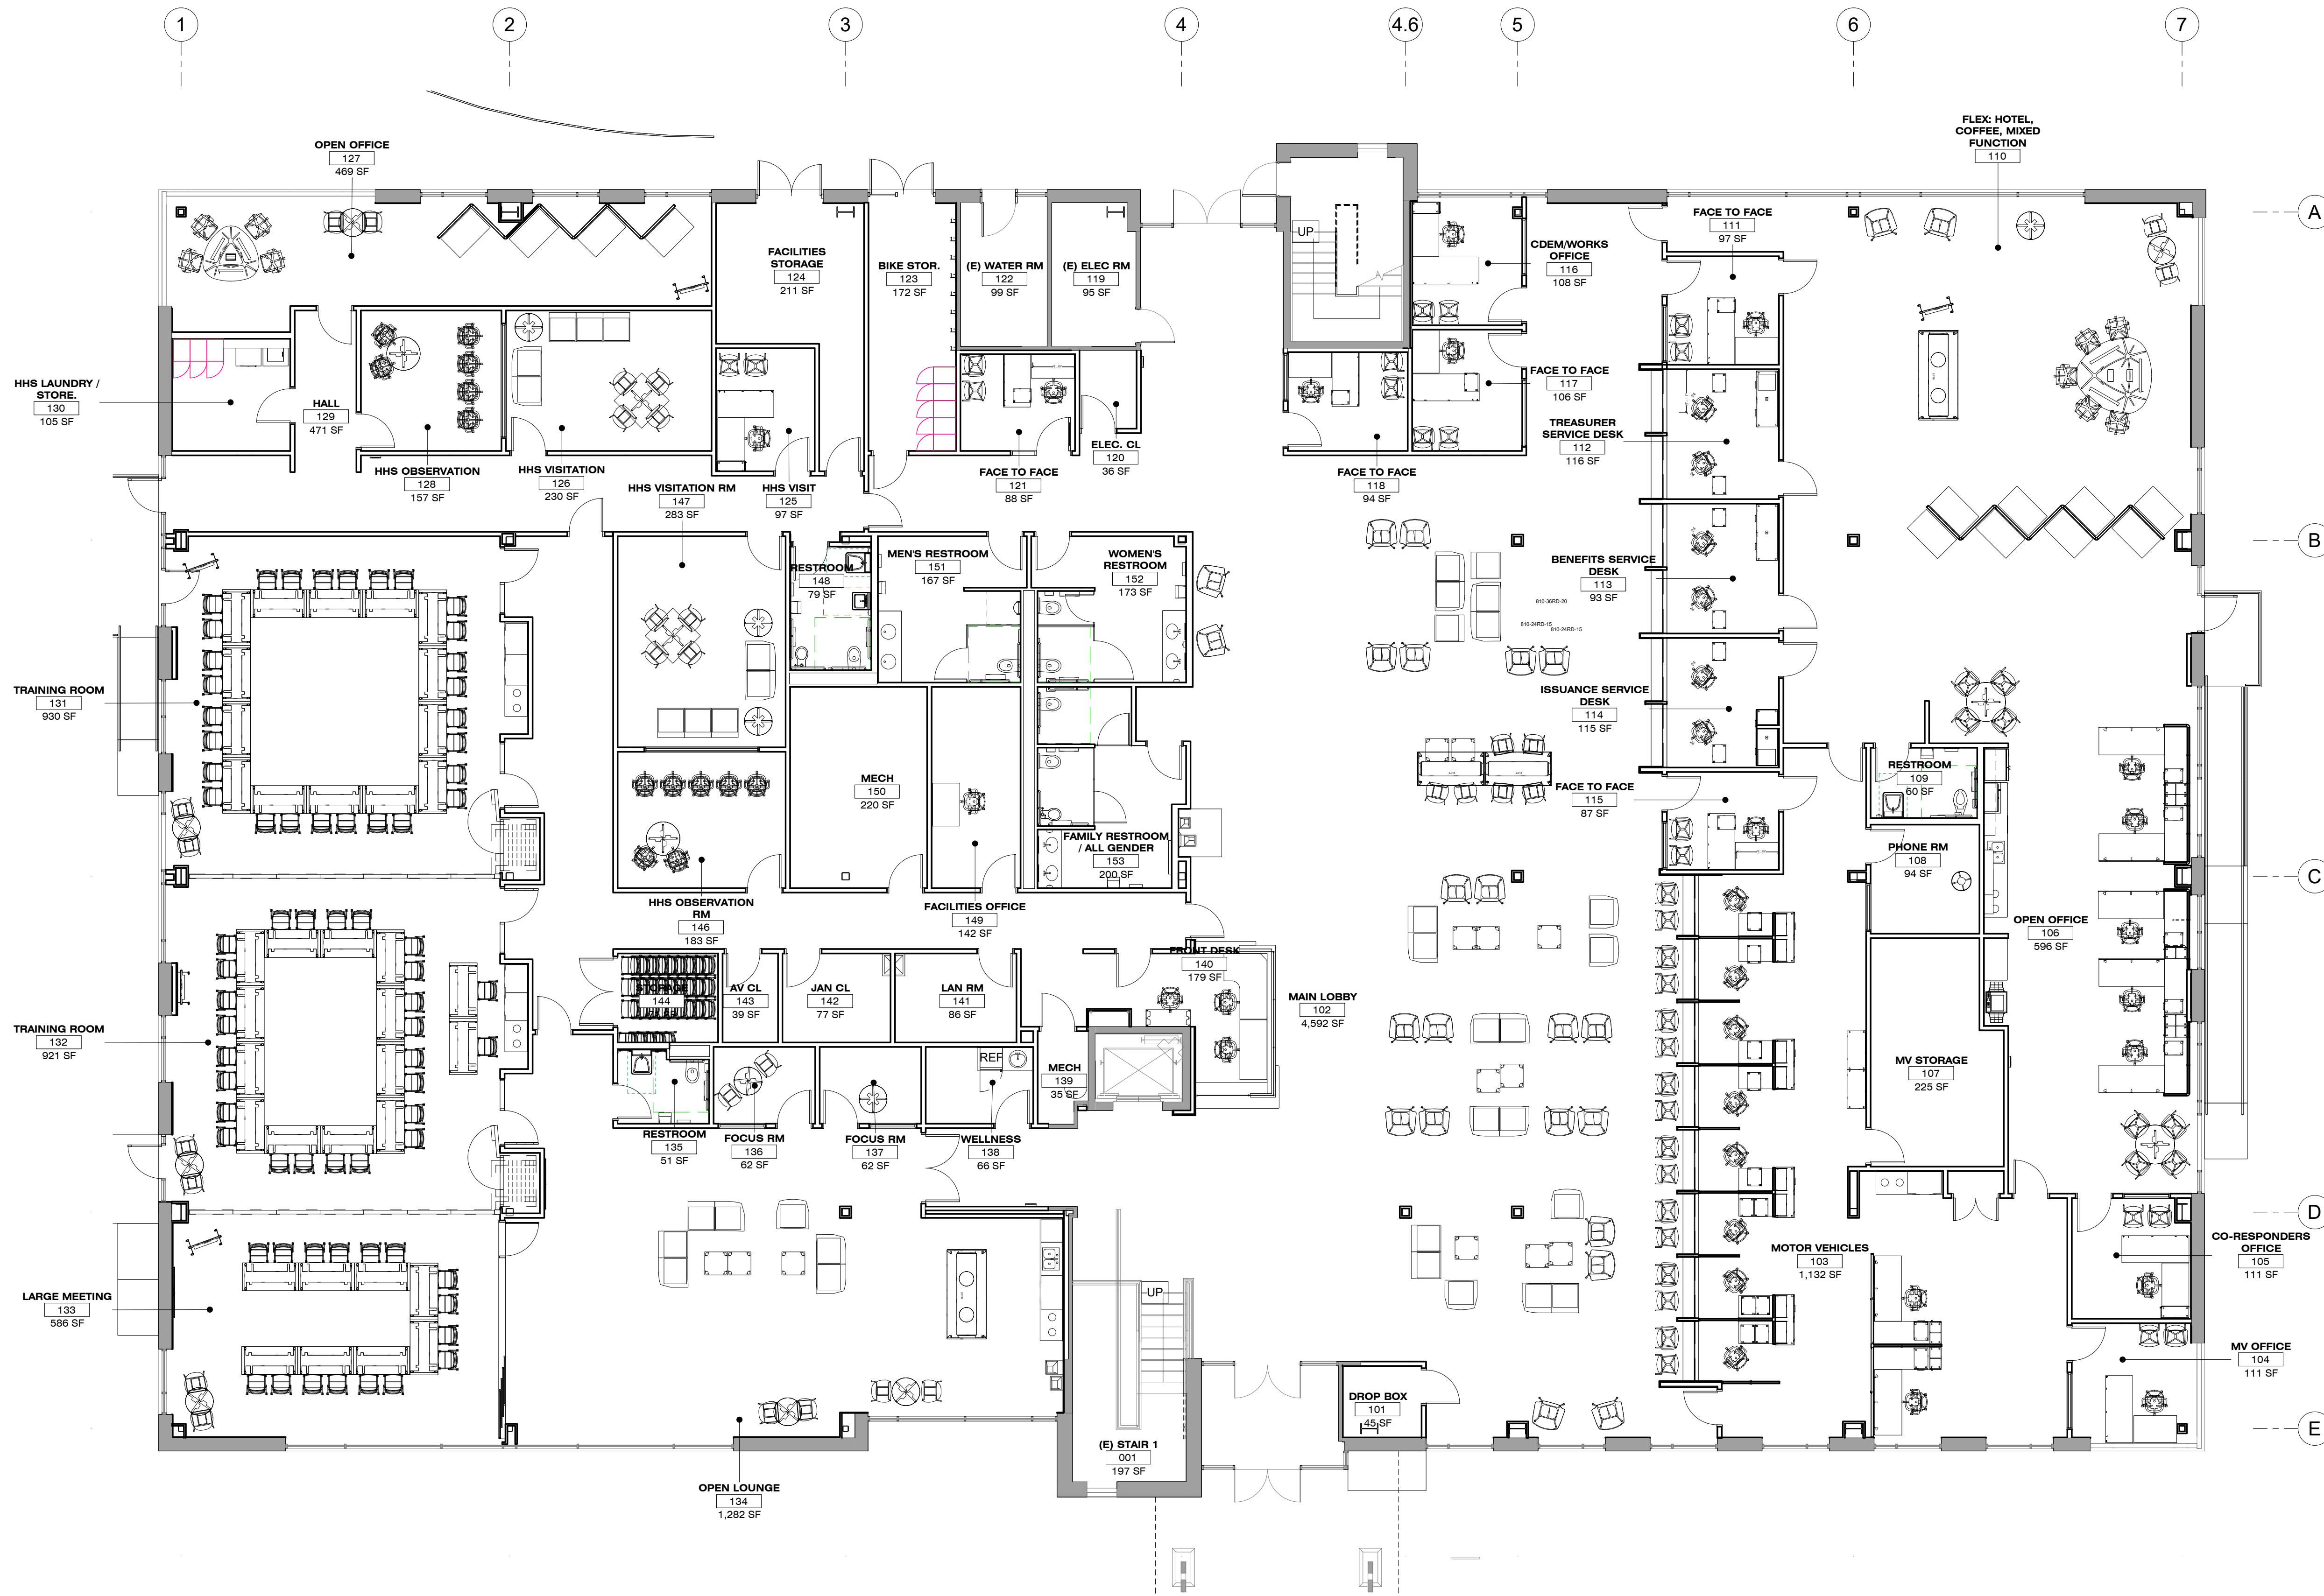 1
2
3
4
4.6
5
6
7
A
B
C
D
E
FLEX: HOTEL,
COFFEE, MIXED
FUNCTION
110
OPEN OFFICE
127
469 SF
FACE TO FACE
111
97 SF
CDEM/WORKS
OFFICE
116
108 SF
UP
FACILITIES
STORAGE
124
211 SF
BIKE STOR.
123
172 SF
(E) WATER RM
122
99 SF
(E) ELEC RM
119
95 SF
FACE TO FACE
117
106 SF
HHS LAUNDRY /
STORE.
130
105 SF
HALL
129
471 SF
TREASURER
SERVICE DESK
112
116 SF
ELEC. CL
120
36 SF
HHS OBSERVATION
128
157 SF
HHS VISITATION
126
230 SF
HHS VISITATION RM
147
283 SF
HHS VISIT
125
97 SF
FACE TO FACE
121
88 SF
FACE TO FACE
118
94 SF
RESTROOM
148
79 SF
MEN'S RESTROOM
151
167 SF
WOMEN'S
RESTROOM
152
173 SF
BENEFITS SERVICE
DESK
113
93 SF
810-36RD-20
810-24RD-15
810-24RD-15
TRAINING ROOM
131
930 SF
ISSUANCE SERVICE
DESK
114
115 SF
MECH
150
220 SF
FACE TO FACE
115
87 SF
RESTROOM
109
60 SF
FAMILY RESTROOM
/ ALL GENDER
153
200 SF
PHONE RM
108
94 SF
HHS OBSERVATION
RM
146
183 SF
FACILITIES OFFICE
149
142 SF
OPEN OFFICE
106
596 SF
FRONT DESK
140
179 SF
STORAGE
144
AV CL
143
39 SF
JAN CL
142
77 SF
LAN RM
141
86 SF
MAIN LOBBY
102
4,592 SF
TRAINING ROOM
132
921 SF
REF
MECH
139
35 SF
MV STORAGE
107
225 SF
RESTROOM
135
51 SF
FOCUS RM
136
62 SF
FOCUS RM
137
62 SF
WELLNESS
138
66 SF
CO-RESPONDERS
OFFICE
105
111 SF
MOTOR VEHICLES
103
1,132 SF
LARGE MEETING
133
586 SF
UP
MV OFFICE
104
111 SF
DROP BOX
101
45 SF
(E) STAIR 1
001
197 SF
OPEN LOUNGE
134
1,282 SF